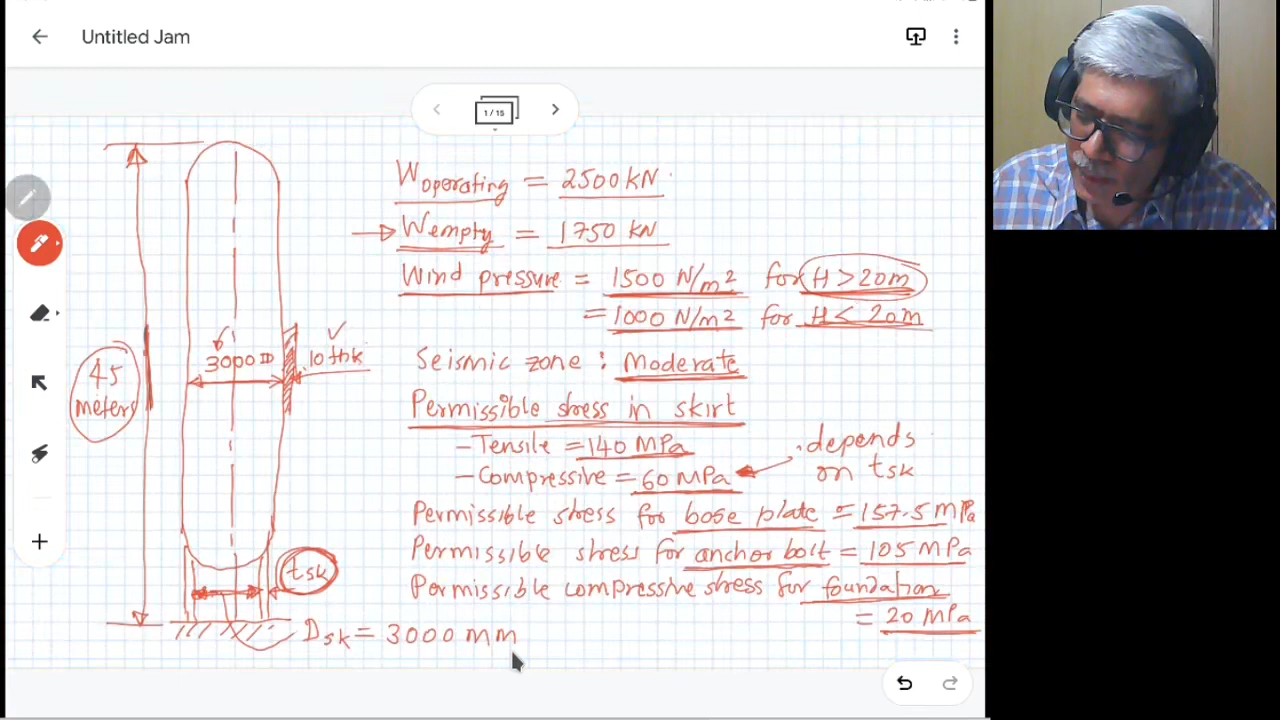 Untitled Jam
1 / 15
Woperating = 2500 kN
Wempty = 1750 kN
Wind pressure = 1500 N/m2 for H > 20m
= 1000 N/m2 for H < 20m
Seismic zone : Moderate
Permissible stress in skirt
- Tensile = 140 MPa
- Compressive = 60 MPa
depends
on tsk
Permissible stress for base plate = 157.5 MPa
Permissible stress for anchor bolt = 105 MPa
Permissible compressive stress for foundation
= 20 MPa
45
meters
3000 ID
10 thk
tsk
Dsk = 3000 mm